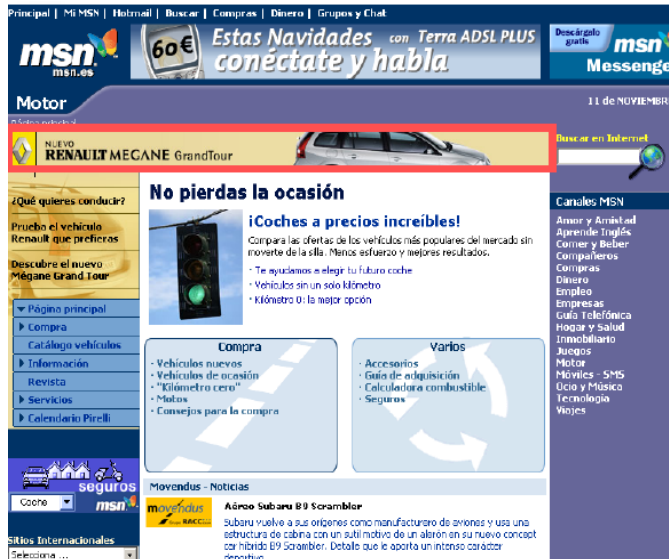 Principal | Mi MSN | Hotmail | Buscar | Compras | Dinero | Grupos y Chat
msn
msn.es
60€
Estas Navidades con Terra ADSL PLUS
conéctate y habla
Descárgalo
gratis
msn
Messenge
Motor
11 de NOVIEMBR
Página principal
NUEVO
RENAULT MEGANE GrandTour
Buscar en Internet
¿Qué quieres conducir?
Prueba el vehículo
Renault que prefieras
Descubre el nuevo
Mégane Grand Tour
Página principal
Compra
Catálogo vehículos
Información
Revista
Servicios
Calendario Pirelli
seguros
Coche
msn
Sitios Internacionales
Selecciona ...
No pierdas la ocasión
¡Coches a precios increíbles!
Compara las ofertas de los vehículos más populares del mercado sin
moverte de la silla. Menos esfuerzo y mejores resultados.
· Te ayudamos a elegir tu futuro coche
· Vehículos sin un solo kilómetro
· Kilómetro 0: la mejor opción
Compra
· Vehículos nuevos
· Vehículos de ocasión
· "Kilómetro cero"
· Motos
· Consejos para la compra
Varios
· Accesorios
· Guía de adquisición
· Calculadora combustible
· Seguros
Movendus - Noticias
movendus
Grupo RACC
Aéreo Subaru B9 Scrambler
Subaru vuelve a sus orígenes como manufacturero de aviones y usa una
estructura de cabina con un sutil motivo de un alerón en su nuevo concept
car híbrido B9 Scrambler. Detalle que le aporta un intenso carácter
deportivo
Canales MSN
Amor y Amistad
Aprende Inglés
Comer y Beber
Compañeros
Compras
Dinero
Empleo
Empresas
Guía Telefónica
Hogar y Salud
Inmobiliario
Juegos
Motor
Móviles - SMS
Ocio y Música
Tecnología
Viajes